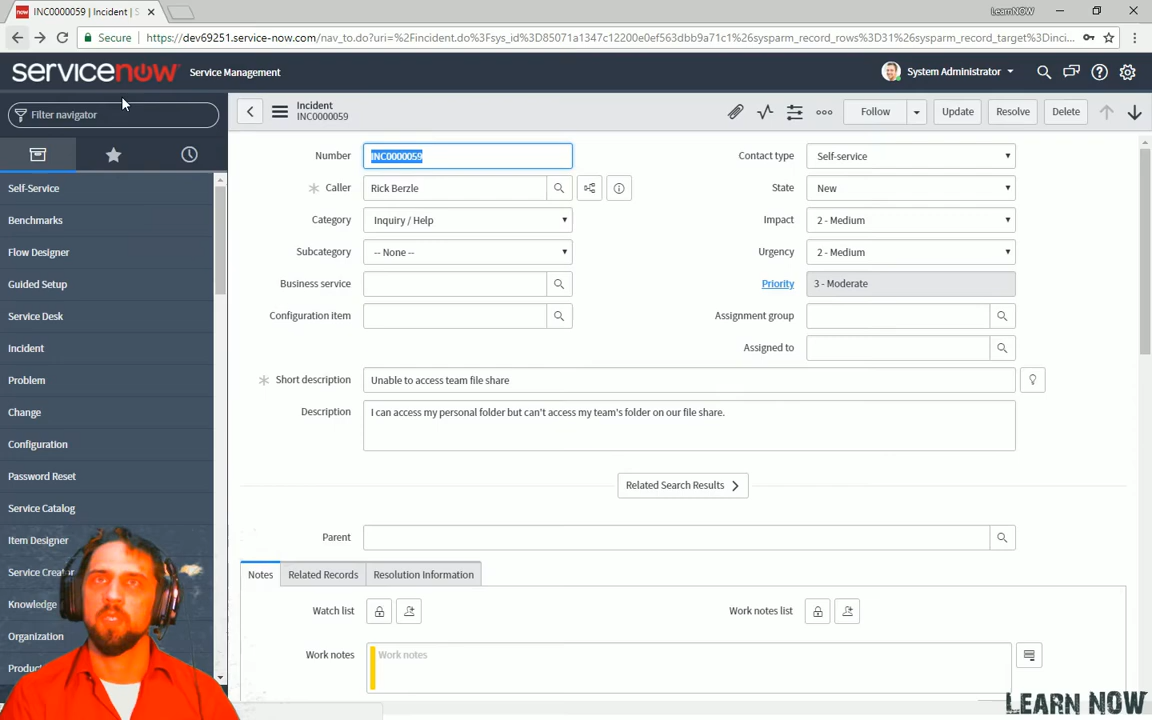 INC0000059 | Incident | S
LearnNOW
Secure
https://dev69251.service-now.com/nav_to.do?uri=%2Fincident.do%3Fsys_id%3D85071a1347c12200e0ef563dbb9a71c1%26sysparm_record_rows%3D31%26sysparm_record_target%3Dinci...
servicenow
Service Management
System Administrator
Filter navigator
Incident
INC0000059
Follow
Update
Resolve
Delete
Self-Service
Benchmarks
Flow Designer
Guided Setup
Service Desk
Incident
Problem
Change
Configuration
Password Reset
Service Catalog
Item Designer
Service Creator
Knowledge
Organization
Product
Number INC0000059
Caller Rick Berzle
Category Inquiry / Help
Subcategory -- None --
Business service
Configuration item
Contact type Self-service
State New
Impact 2 - Medium
Urgency 2 - Medium
Priority 3 - Moderate
Assignment group
Assigned to
Short description Unable to access team file share
Description I can access my personal folder but can't access my team's folder on our file share.
Related Search Results
Parent
Notes Related Records Resolution Information
Watch list
Work notes list
Work notes Work notes
LEARN NOW